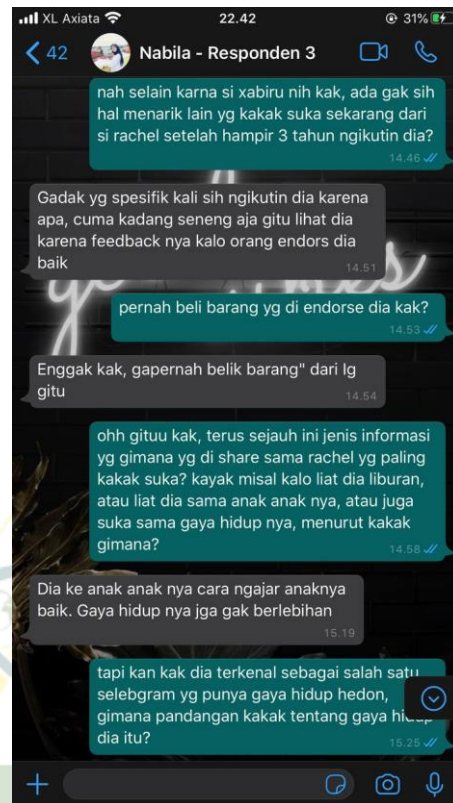 XL Axiata
22.42
31%
42
Nabila - Responden 3
nah selain karna si xabiru nih kak, ada gak sih
hal menarik lain yg kakak suka sekarang dari
si rachel setelah hampir 3 tahun ngikutin dia?
14.46
Gadak yg spesifik kali sih ngikutin dia karena
apa, cuma kadang seneng aja gitu lihat dia
karena feedback nya kalo orang endors dia
baik
14.51
pernah beli barang yg di endorse dia kak?
14.53
Enggak kak, gapernah belik barang" dari Ig
gitu
14.54
ohh gituu kak, terus sejauh ini jenis informasi
yg gimana yg di share sama rachel yg paling
kakak suka? kayak misal kalo liat dia liburan,
atau liat dia sama anak anak nya, atau juga
suka sama gaya hidup nya, menurut kakak
gimana?
14.58
Dia ke anak anak nya cara ngajar anaknya
baik. Gaya hidup nya jga gak berlebihan
15.19
tapi kan kak dia terkenal sebagai salah satu
selebgram yg punya gaya hidup hedon,
gimana pandangan kakak tentang gaya
dia itu?
15.25